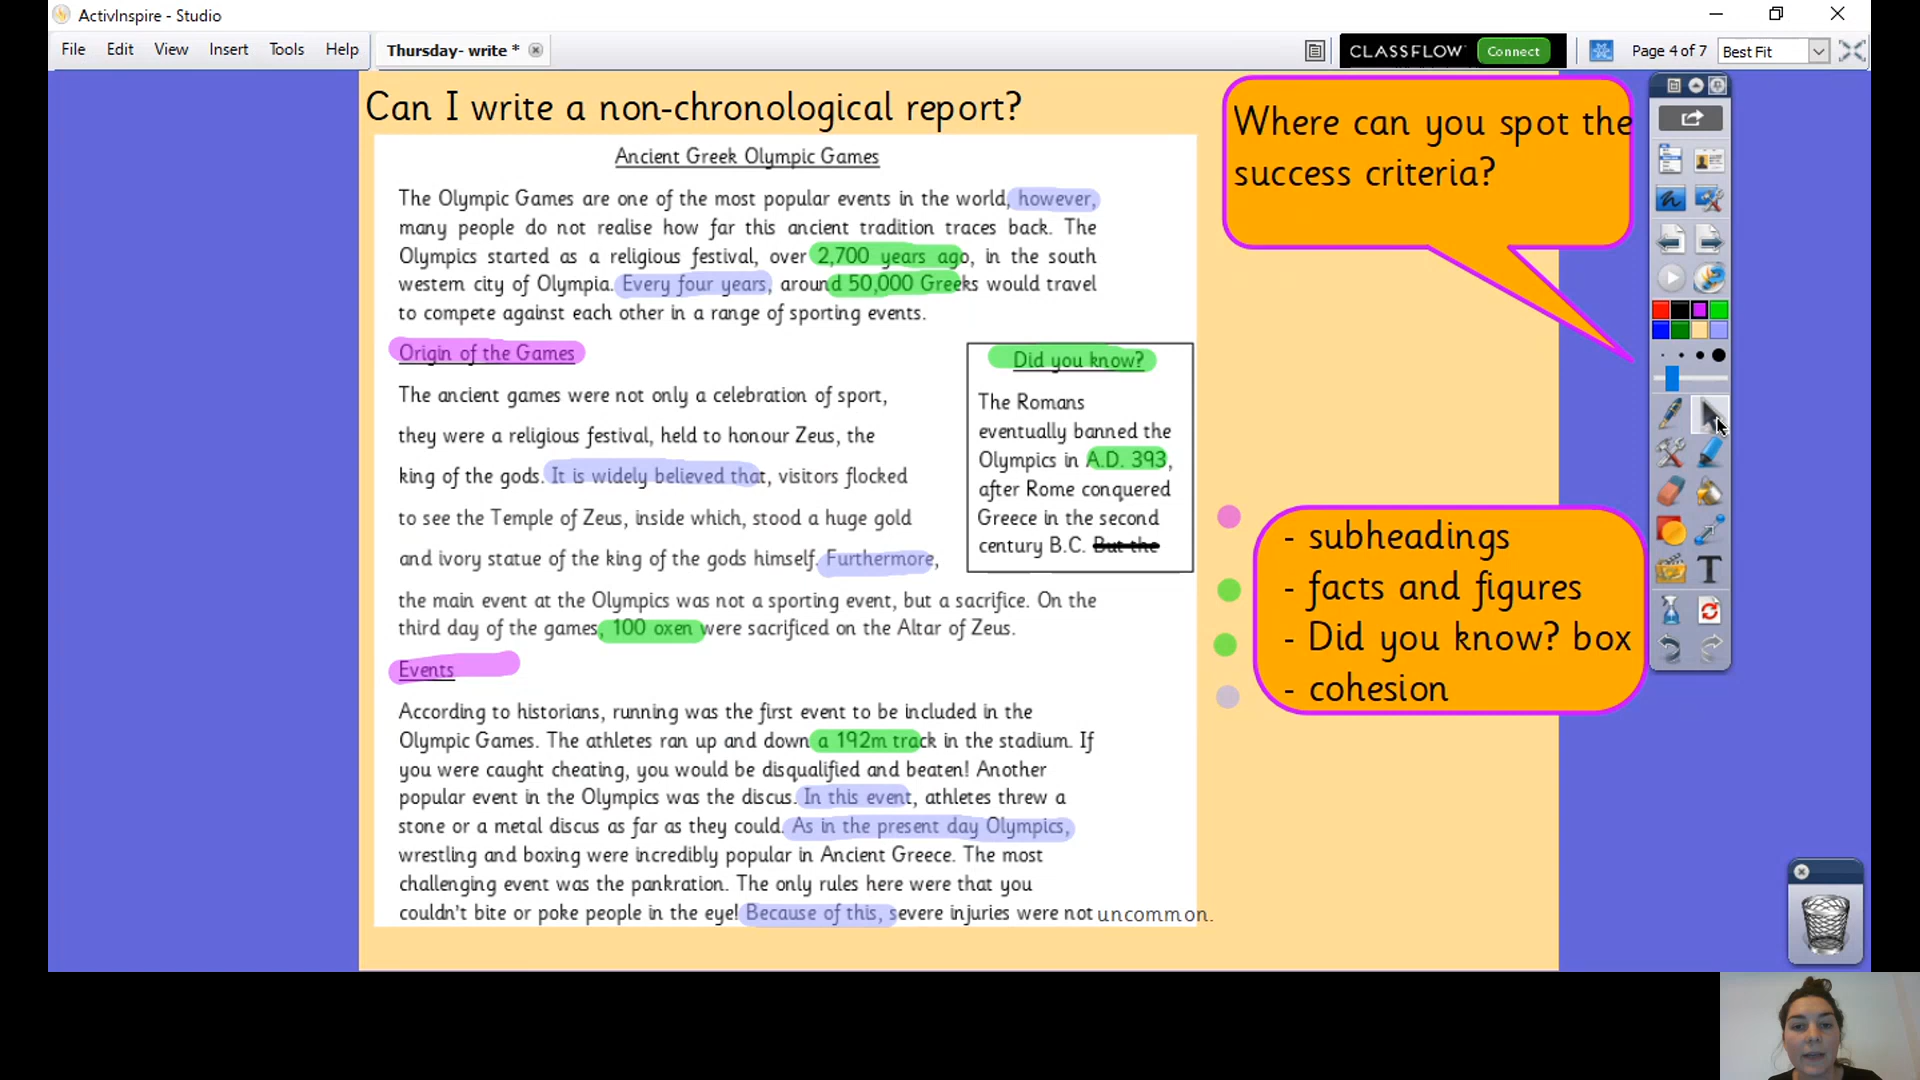 ActivInspire - Studio
File Edit View Insert Tools Help
Thursday- write *
CLASSFLOW Connect
Page 4 of 7
Best Fit
Can I write a non-chronological report?
Ancient Greek Olympic Games
The Olympic Games are one of the most popular events in the world, however,
many people do not realise how far this ancient tradition traces back. The
Olympics started as a religious festival, over 2,700 years ago, in the south
western city of Olympia. Every four years, around 50,000 Greeks would travel
to compete against each other in a range of sporting events.
Origin of the Games
The ancient games were not only a celebration of sport,
they were a religious festival, held to honour Zeus, the
king of the gods. It is widely believed that, visitors flocked
to see the Temple of Zeus, inside which, stood a huge gold
and ivory statue of the king of the gods himself. Furthermore,
the main event at the Olympics was not a sporting event, but a sacrifice. On the
third day of the games, 100 oxen were sacrificed on the Altar of Zeus.
Did you know?
The Romans
eventually banned the
Olympics in A.D. 393,
after Rome conquered
Greece in the second
century B.C. But the
Events
According to historians, running was the first event to be included in the
Olympic Games. The athletes ran up and down a 192m track in the stadium. If
you were caught cheating, you would be disqualified and beaten! Another
popular event in the Olympics was the discus. In this event, athletes threw a
stone or a metal discus as far as they could. As in the present day Olympics,
wrestling and boxing were incredibly popular in Ancient Greece. The most
challenging event was the pankration. The only rules here were that you
couldn't bite or poke people in the eye! Because of this, severe injuries were not uncommon.
Where can you spot the
success criteria?
- subheadings
- facts and figures
- Did you know? box
- cohesion